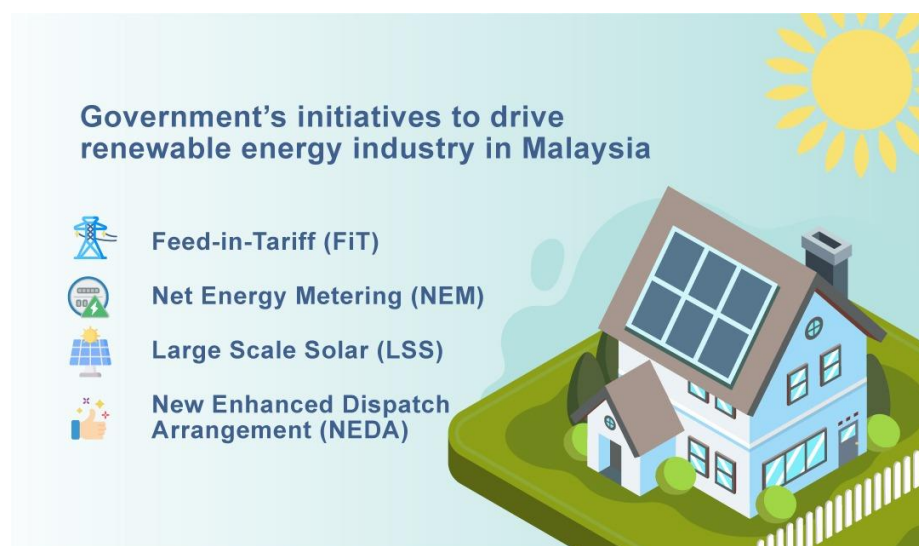 Government's initiatives to drive
renewable energy industry in Malaysia
Feed-in-Tariff (FiT)
Net Energy Metering (NEM)
Large Scale Solar (LSS)
New Enhanced Dispatch
Arrangement (NEDA)